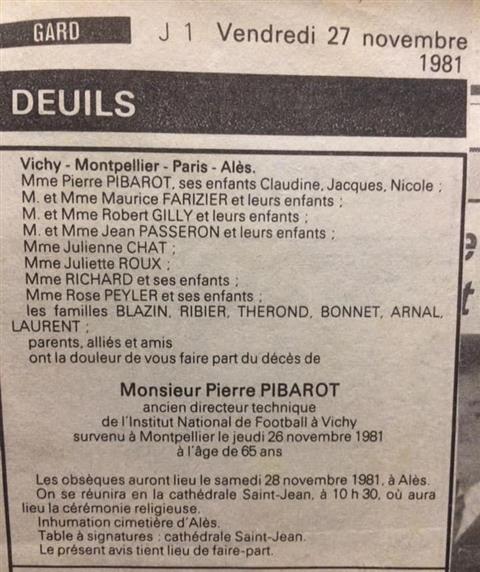 GARD J 1 Vendredi 27 novembre
1981
DEUILS
Vichy - Montpellier - Paris - Alès.
Mme Pierre PIBAROT, ses enfants Claudine, Jacques, Nicole ;
M. et Mme Maurice FARIZIER et leurs enfants ;
M. et Mme Robert GILLY et leurs enfants ;
M. et Mme Jean PASSERON et leurs enfants ;
Mme Julienne CHAT ;
Mme Juliette ROUX ;
Mme RICHARD et ses enfants ;
Mme Rose PEYLER et ses enfants ;
les familles BLAZIN, RIBIER, THEROND, BONNET, ARNAL,
LAURENT ;
parents, alliés et amis
ont la douleur de vous faire part du décès de
Monsieur Pierre PIBAROT
ancien directeur technique
de l'Institut National de Football à Vichy
survenu à Montpellier le jeudi 26 novembre 1981
à l'âge de 65 ans
Les obsèques auront lieu le samedi 28 novembre 1981, à Alès.
On se réunira en la cathédrale Saint-Jean, à 10 h 30, où aura
lieu la cérémonie religieuse.
Inhumation cimetière d'Alès.
Table à signatures : cathédrale Saint-Jean.
Le présent avis tient lieu de faire-part.